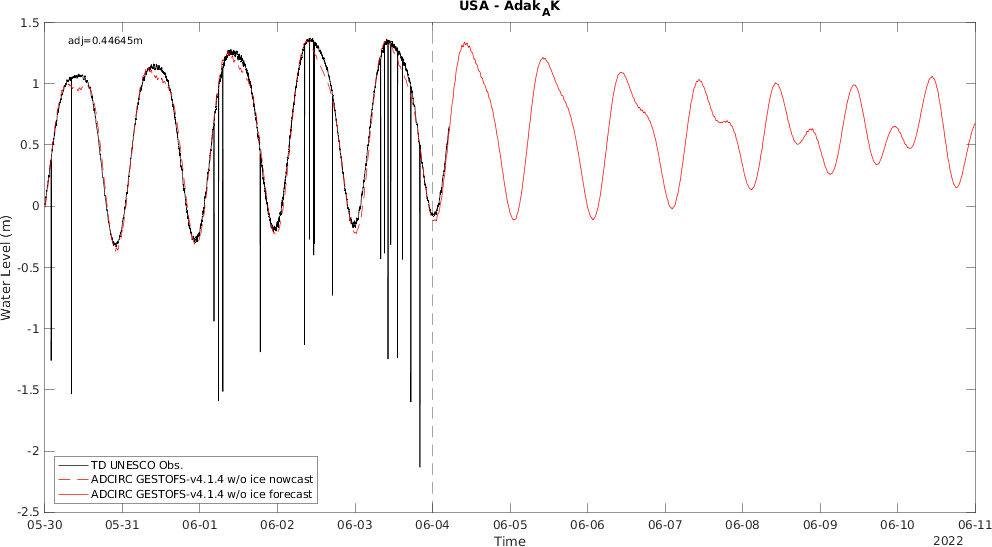 USA - Adak_AK
adj=0.44645m
1.5
1
0.5
0
-0.5
-1
-1.5
-2
-2.5
Water Level (m)
TD UNESCO Obs.
ADCIRC GESTOFS-v4.1.4 w/o ice nowcast
ADCIRC GESTOFS-v4.1.4 w/o ice forecast
05-30 05-31 06-01 06-02 06-03 06-04 06-05 06-06 06-07 06-08 06-09 06-10 06-11
Time
2022